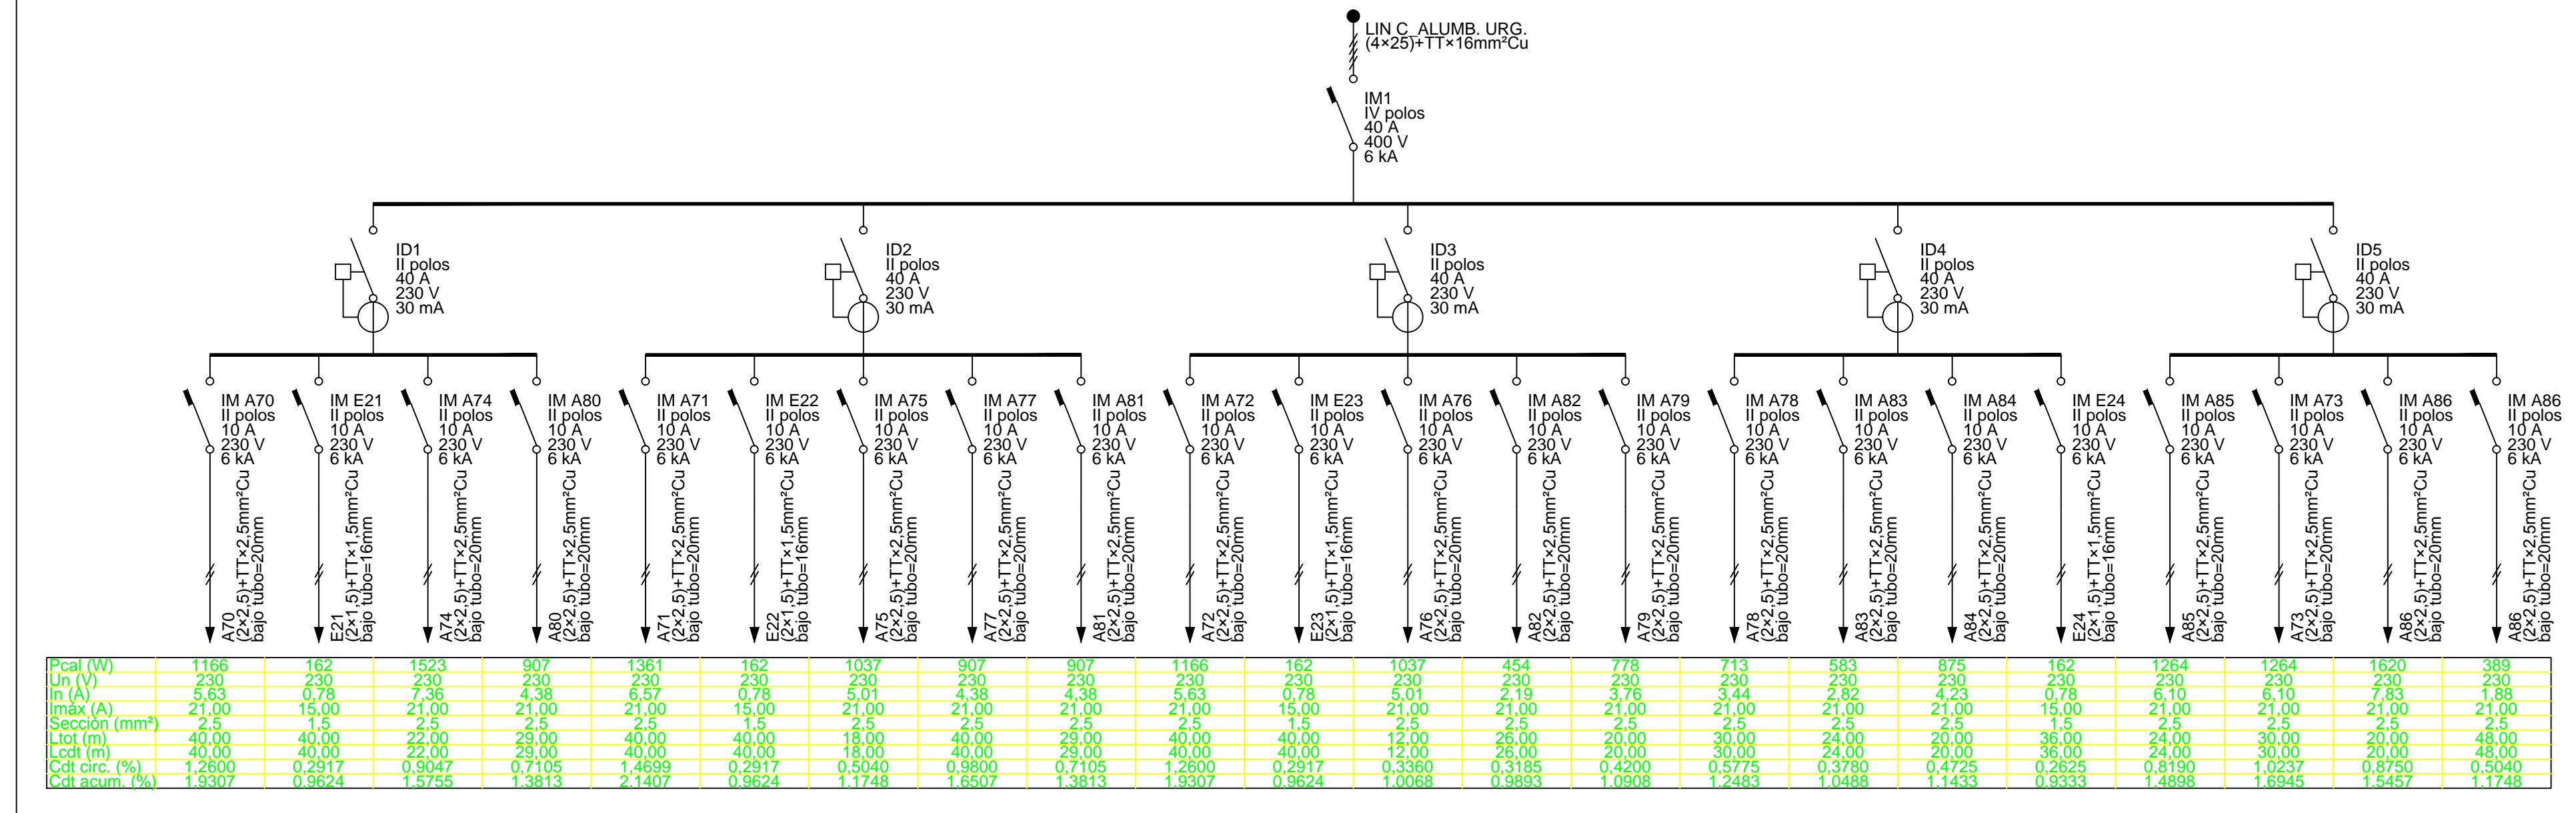 LIN C_ALUMB. URG.
(4×25)+TT×16mm²Cu
IM1
IV polos
40 A
400 V
6 kA
ID1
II polos
40 A
230 V
30 mA
ID2
II polos
40 A
230 V
30 mA
ID3
II polos
40 A
230 V
30 mA
ID4
II polos
40 A
230 V
30 mA
ID5
II polos
40 A
230 V
30 mA
IM A70
II polos
10 A
230 V
6 kA
IM E21
II polos
10 A
230 V
6 kA
IM A74
II polos
10 A
230 V
6 kA
IM A80
II polos
10 A
230 V
6 kA
IM A71
II polos
10 A
230 V
6 kA
IM E22
II polos
10 A
230 V
6 kA
IM A75
II polos
10 A
230 V
6 kA
IM A77
II polos
10 A
230 V
6 kA
IM A81
II polos
10 A
230 V
6 kA
IM A72
II polos
10 A
230 V
6 kA
IM E23
II polos
10 A
230 V
6 kA
IM A76
II polos
10 A
230 V
6 kA
IM A82
II polos
10 A
230 V
6 kA
IM A79
II polos
10 A
230 V
6 kA
IM A78
II polos
10 A
230 V
6 kA
IM A83
II polos
10 A
230 V
6 kA
IM A84
II polos
10 A
230 V
6 kA
IM E24
II polos
10 A
230 V
6 kA
IM A85
II polos
10 A
230 V
6 kA
IM A73
II polos
10 A
230 V
6 kA
IM A86
II polos
10 A
230 V
6 kA
IM A86
II polos
10 A
230 V
6 kA
A70
(2×2,5)+TT×2,5mm²Cu
bajo tubo=20mm
E21
(2×1,5)+TT×1,5mm²Cu
bajo tubo=16mm
A74
(2×2,5)+TT×2,5mm²Cu
bajo tubo=20mm
A80
(2×2,5)+TT×2,5mm²Cu
bajo tubo=20mm
A71
(2×2,5)+TT×2,5mm²Cu
bajo tubo=20mm
E22
(2×1,5)+TT×1,5mm²Cu
bajo tubo=16mm
A75
(2×2,5)+TT×2,5mm²Cu
bajo tubo=20mm
A77
(2×2,5)+TT×2,5mm²Cu
bajo tubo=20mm
A81
(2×2,5)+TT×2,5mm²Cu
bajo tubo=20mm
A72
(2×2,5)+TT×2,5mm²Cu
bajo tubo=20mm
E23
(2×1,5)+TT×1,5mm²Cu
bajo tubo=16mm
A76
(2×2,5)+TT×2,5mm²Cu
bajo tubo=20mm
A82
(2×2,5)+TT×2,5mm²Cu
bajo tubo=20mm
A79
(2×2,5)+TT×2,5mm²Cu
bajo tubo=20mm
A78
(2×2,5)+TT×2,5mm²Cu
bajo tubo=20mm
A83
(2×2,5)+TT×2,5mm²Cu
bajo tubo=20mm
A84
(2×2,5)+TT×2,5mm²Cu
bajo tubo=20mm
E24
(2×1,5)+TT×1,5mm²Cu
bajo tubo=16mm
A85
(2×2,5)+TT×2,5mm²Cu
bajo tubo=20mm
A73
(2×2,5)+TT×2,5mm²Cu
bajo tubo=20mm
A86
(2×2,5)+TT×2,5mm²Cu
bajo tubo=20mm
A86
(2×2,5)+TT×2,5mm²Cu
bajo tubo=20mm
Pcal (W) 1166 162 1523 907 1361 162 1037 907 907 1166 162 1037 454 778 713 583 875 162 1264 1264 1620 389
Un (V) 230 230 230 230 230 230 230 230 230 230 230 230 230 230 230 230 230 230 230 230 230 230
In (A) 5,63 0,78 7,36 4,38 6,57 0,78 5,01 4,38 4,38 5,63 0,78 5,01 2,19 3,76 3,44 2,82 4,23 0,78 6,10 6,10 7,83 1,88
Imáx (A) 21,00 15,00 21,00 21,00 21,00 15,00 21,00 21,00 21,00 21,00 15,00 21,00 21,00 21,00 21,00 21,00 21,00 15,00 21,00 21,00 21,00 21,00
Sección (mm²) 2,5 1,5 2,5 2,5 2,5 1,5 2,5 2,5 2,5 2,5 1,5 2,5 2,5 2,5 2,5 2,5 2,5 1,5 2,5 2,5 2,5 2,5
Ltot (m) 40,00 40,00 22,00 29,00 40,00 40,00 18,00 40,00 29,00 40,00 40,00 12,00 26,00 20,00 30,00 24,00 20,00 36,00 24,00 30,00 20,00 48,00
Lcdt (m) 40,00 40,00 22,00 29,00 40,00 40,00 18,00 40,00 29,00 40,00 40,00 12,00 26,00 20,00 30,00 24,00 20,00 36,00 24,00 30,00 20,00 48,00
Cdt circ. (%) 1,2600 0,2917 0,9047 0,7105 1,4699 0,2917 0,5040 0,9800 0,7105 1,2600 0,2917 0,3360 0,3185 0,4200 0,5775 0,3780 0,4725 0,2625 0,8190 1,0237 0,8750 0,5040
Cdt acum. (%) 1,9307 0,9624 1,5755 1,3813 2,1407 0,9624 1,1748 1,6507 1,3813 1,9307 0,9624 1,0068 0,9893 1,0908 1,2483 1,0488 1,1433 0,9333 1,4898 1,6945 1,5457 1,1748